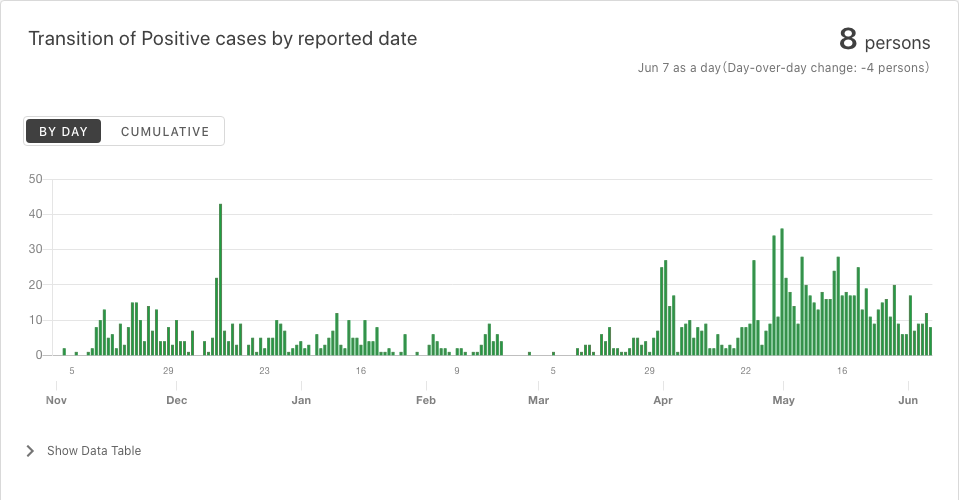 Transition of Positive cases by reported date
8 persons
Jun 7 as a day(Day-over-day change: -4 persons)
BY DAY CUMULATIVE
50
40
30
20
10
0
5 29 23 16 9 5 29 22 16
Nov Dec Jan Feb Mar Apr May Jun
Show Data Table